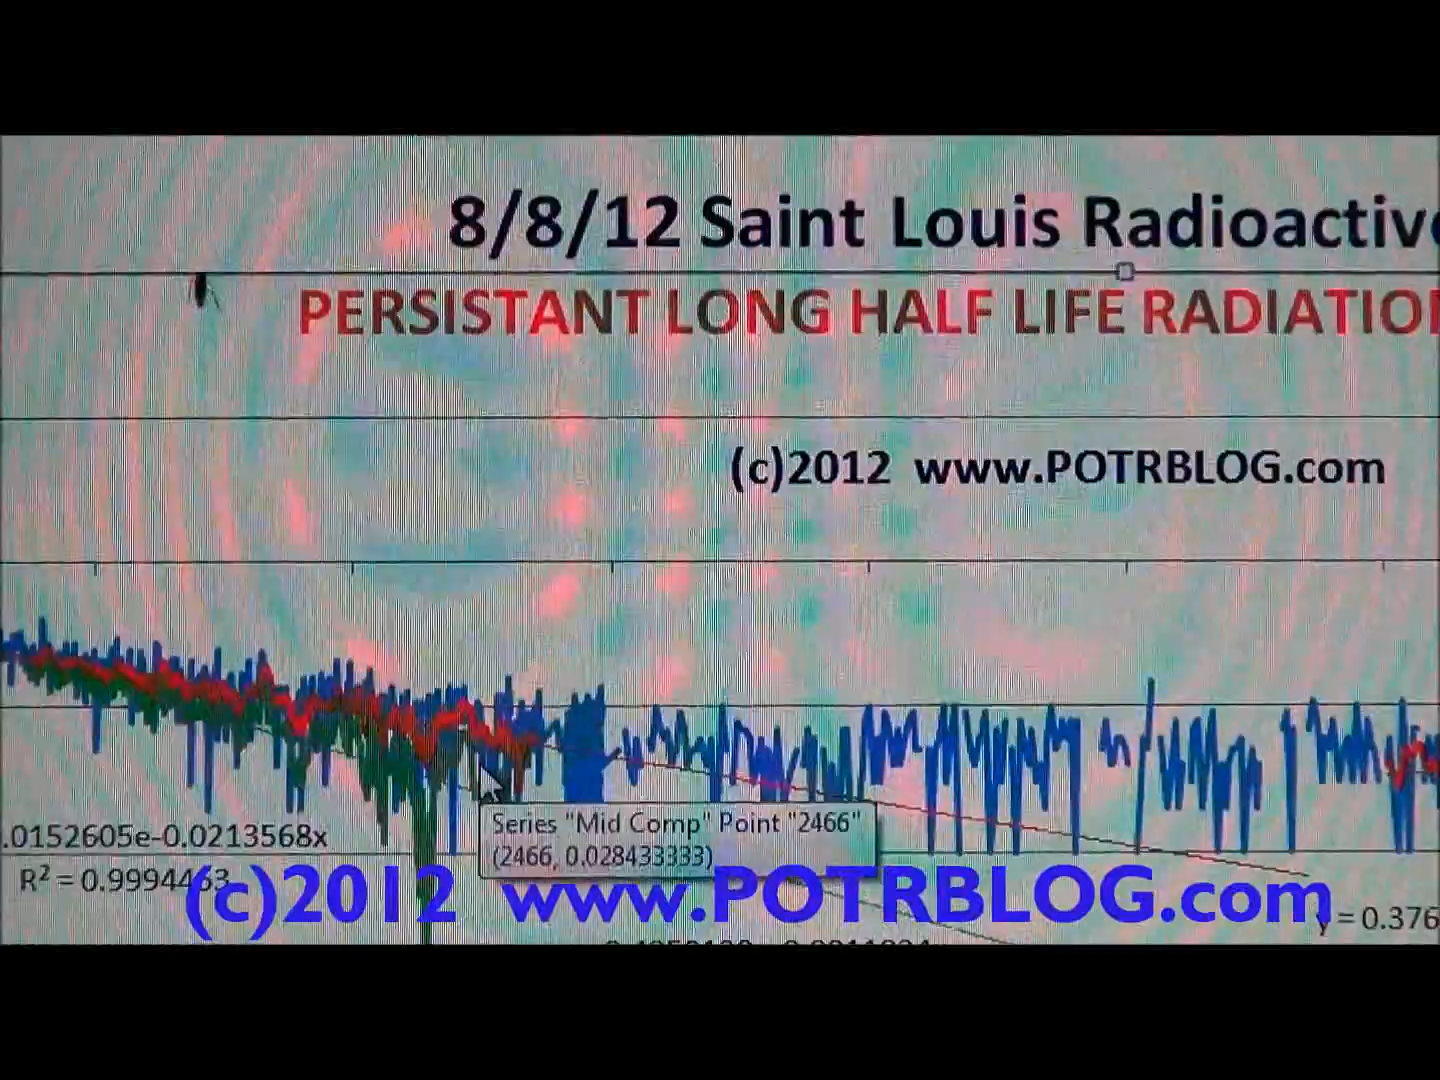 8/8/12 Saint Louis Radioactiv
PERSISTANT LONG HALF LIFE RADIATIO
(c)2012 www.POTRBLOG.com
Series "Mid Comp" Point "2466"
(2466, 0.028433333)
.0152605e-0.0213568x
R² = 0.9994463
(c)2012 www.POTRBLOG.com
y = 0.376